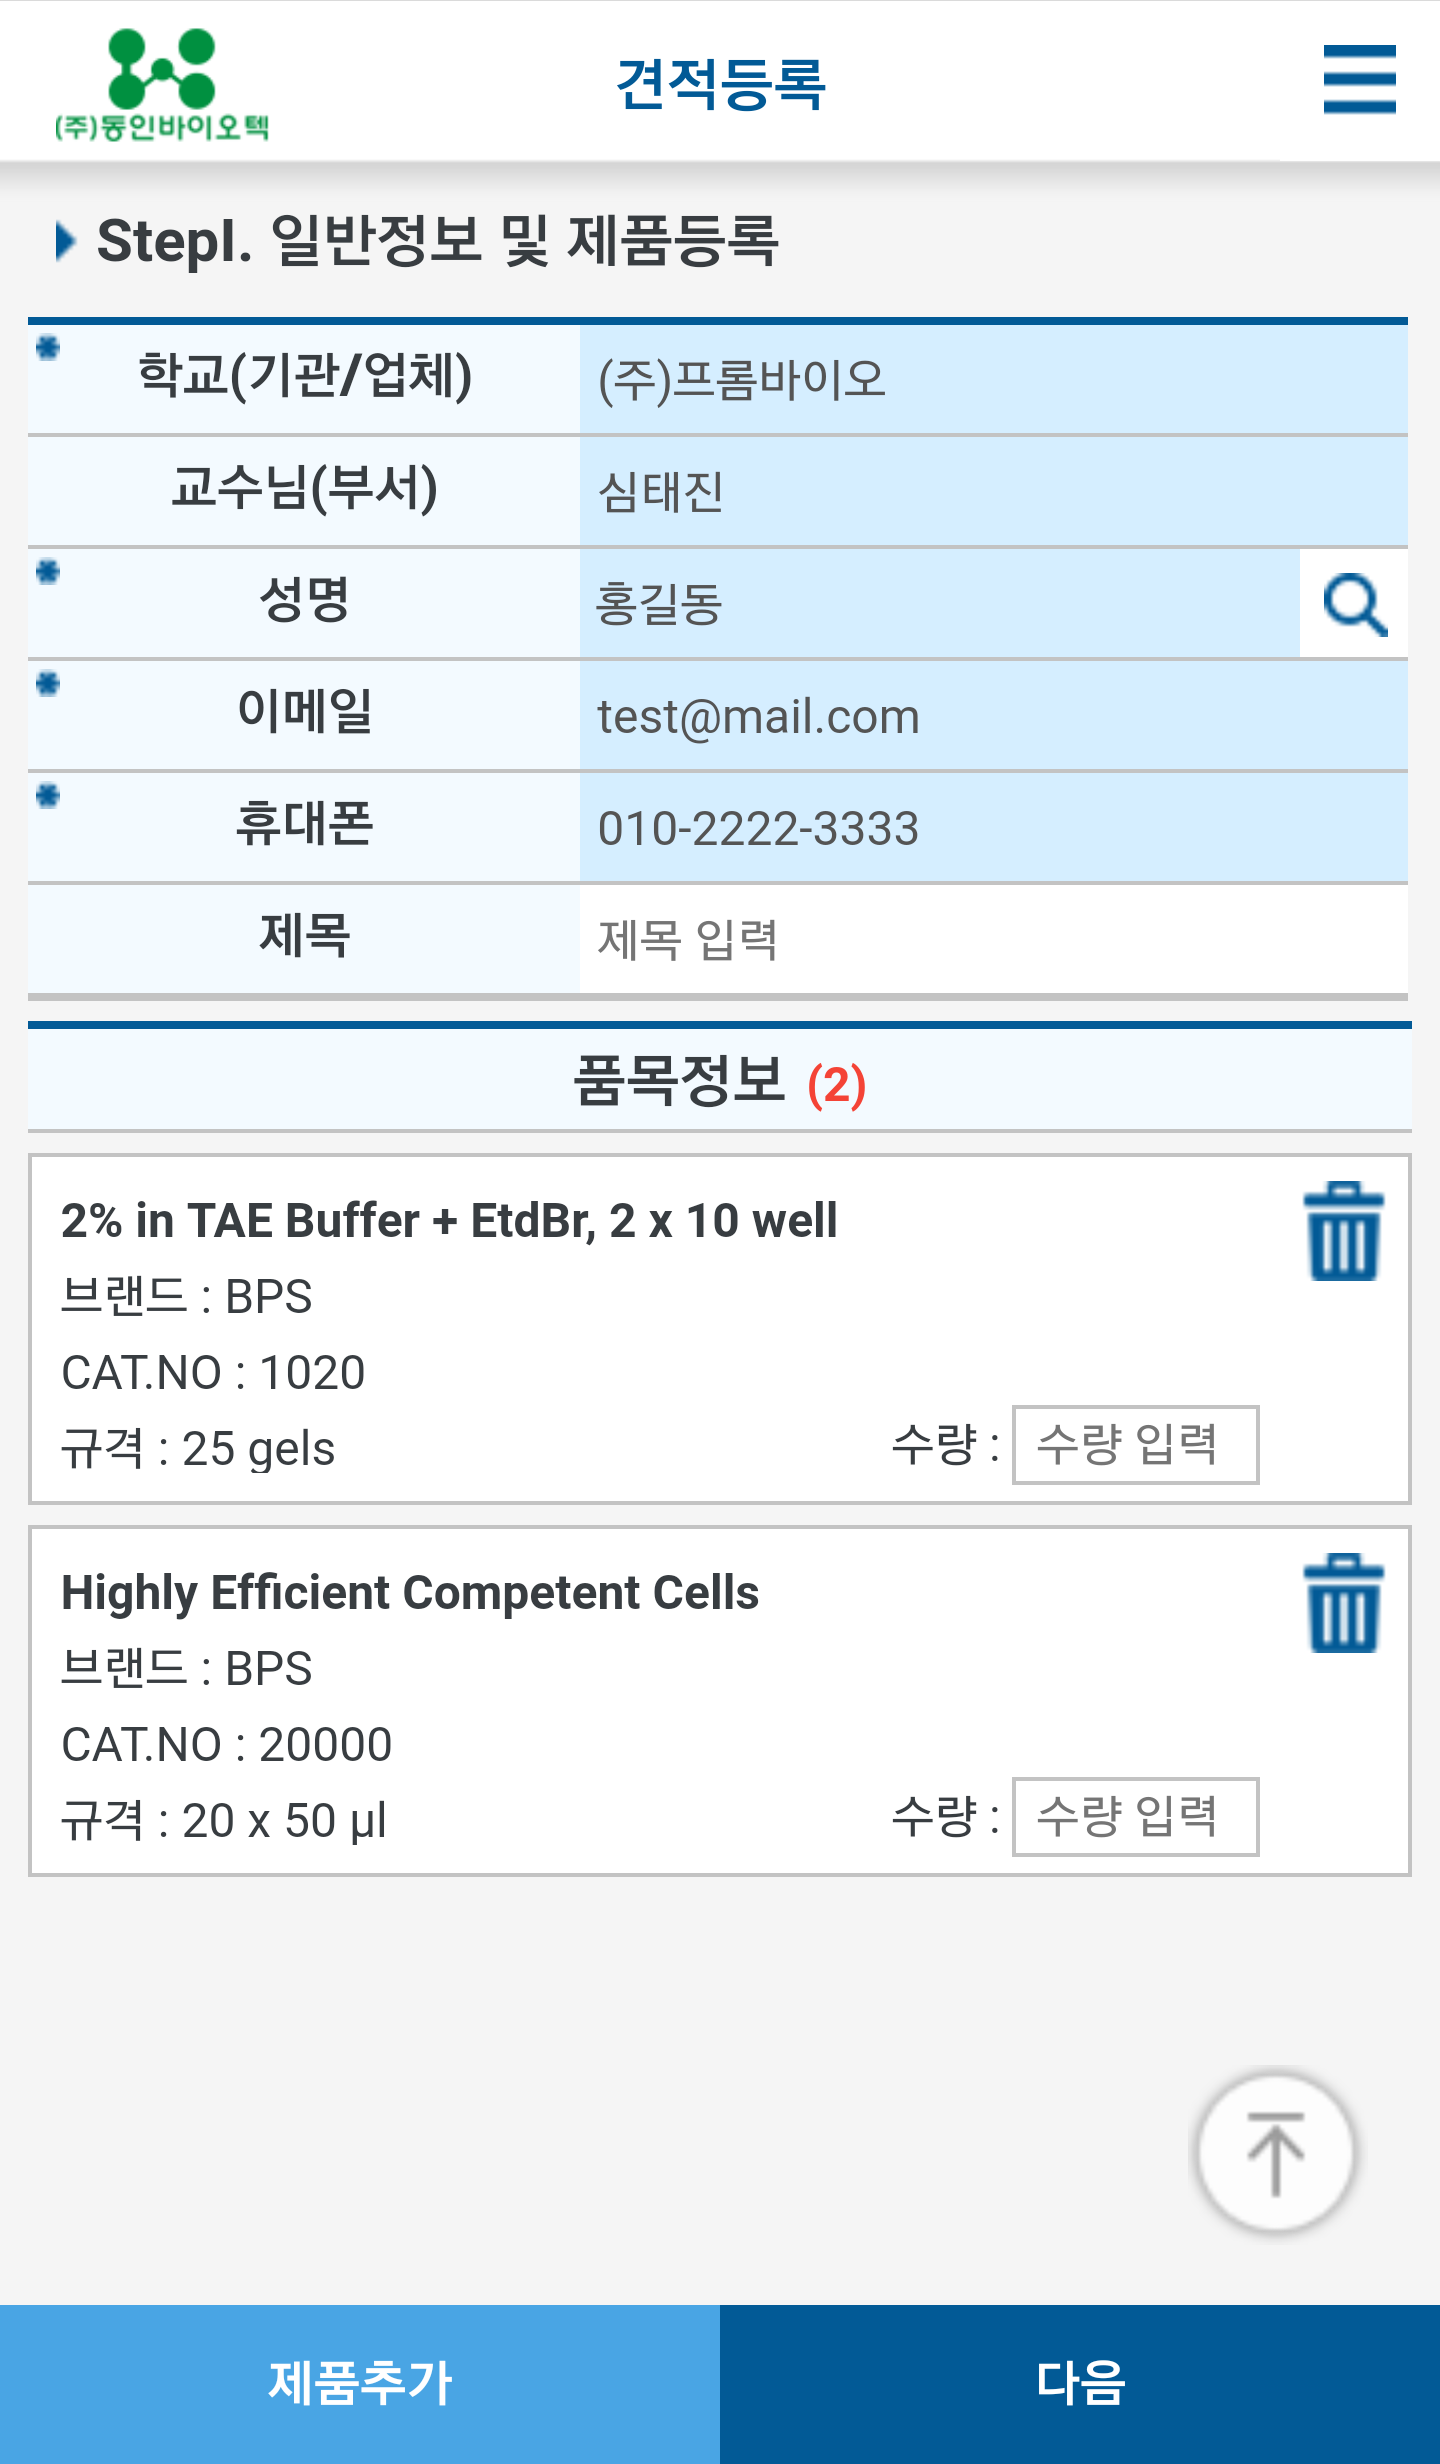 (주)동인바이오텍
견적등록
StepI. 일반정보 및 제품등록
학교(기관/업체) (주)프롬바이오
교수님(부서) 심태진
성명 홍길동
이메일 test@mail.com
휴대폰 010-2222-3333
제목 제목 입력
품목정보 (2)
2% in TAE Buffer + EtdBr, 2 x 10 well
브랜드 : BPS
CAT.NO : 1020
규격 : 25 gels 수량 : 수량 입력
Highly Efficient Competent Cells
브랜드 : BPS
CAT.NO : 20000
규격 : 20 x 50 µl 수량 : 수량 입력
제품추가 다음